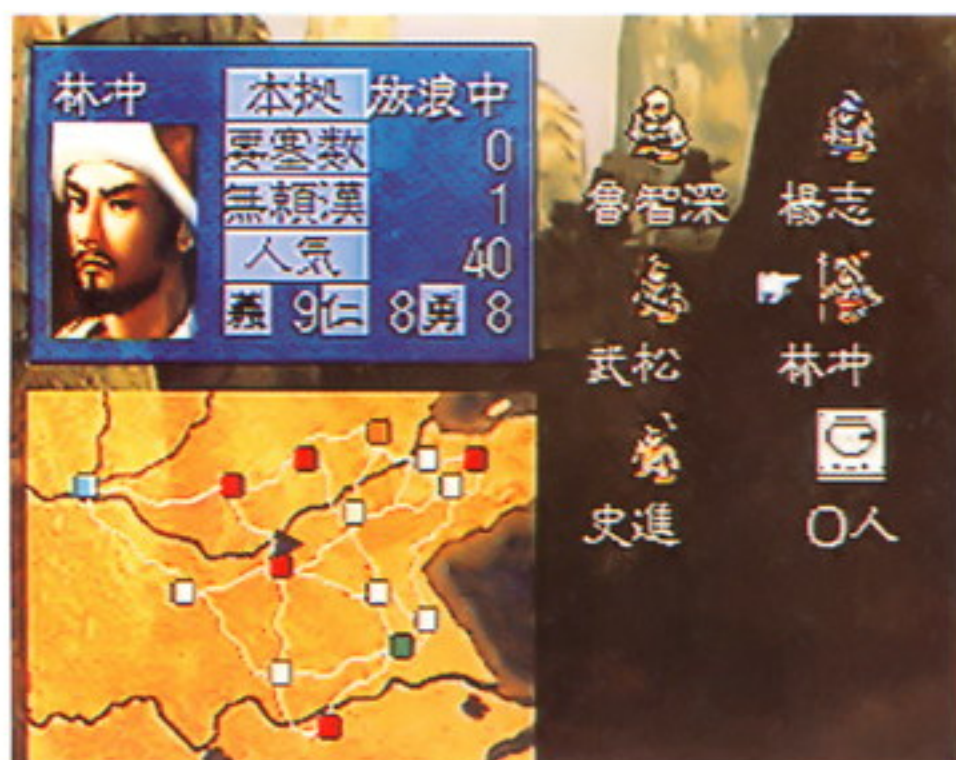 林冲 本拠 放浪中
要塞数 0
無頼漢 1
人気 40
義 9 仁 8 勇 8
魯智深 楊志
武松 林冲
史進 0人